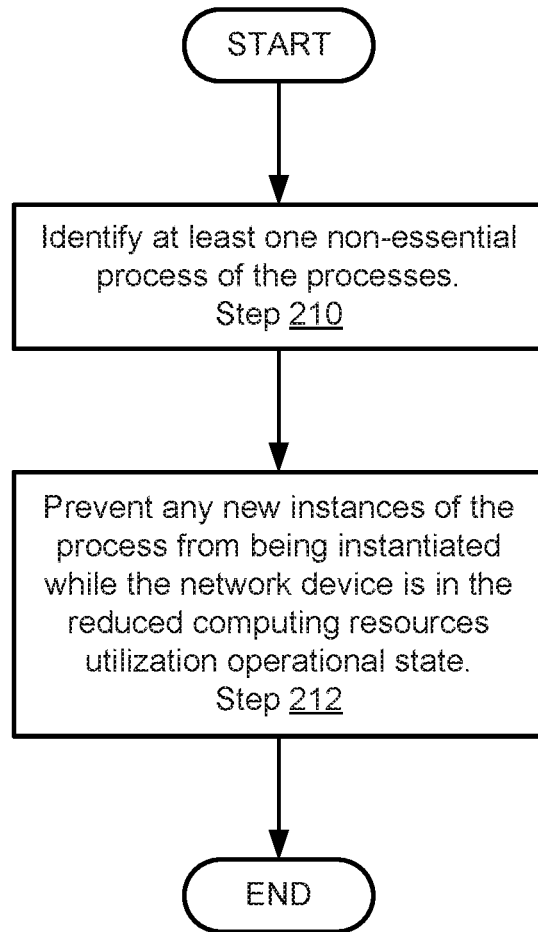 START
Identify at least one non-essential
process of the processes.
Step 210
Prevent any new instances of the
process from being instantiated
while the network device is in the
reduced computing resources
utilization operational state.
Step 212
END